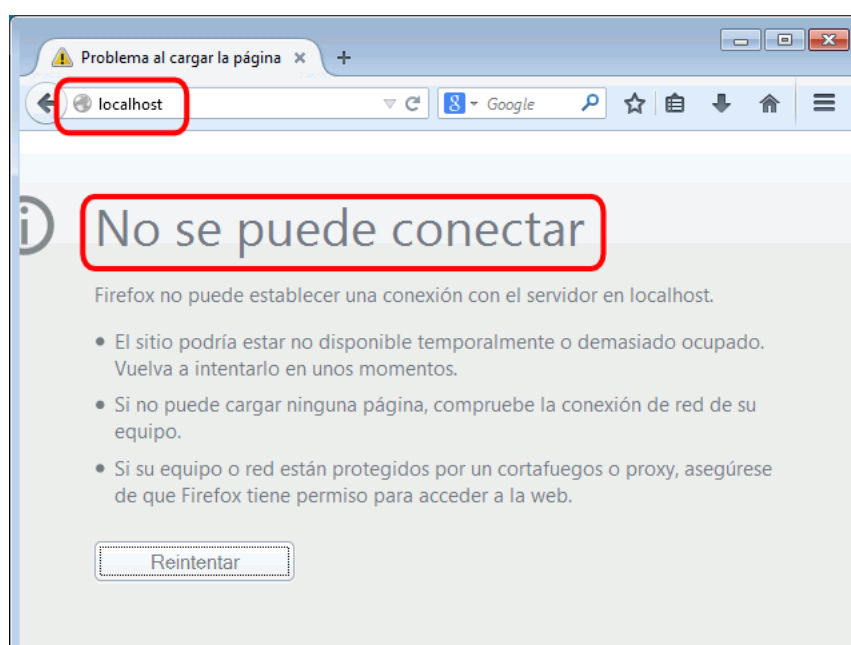 Problema al cargar la página
localhost
Google
No se puede conectar
Firefox no puede establecer una conexión con el servidor en localhost.
El sitio podría estar no disponible temporalmente o demasiado ocupado.
Vuelva a intentarlo en unos momentos.
Si no puede cargar ninguna página, compruebe la conexión de red de su
equipo.
Si su equipo o red están protegidos por un cortafuegos o proxy, asegúrese
de que Firefox tiene permiso para acceder a la web.
Reintentar